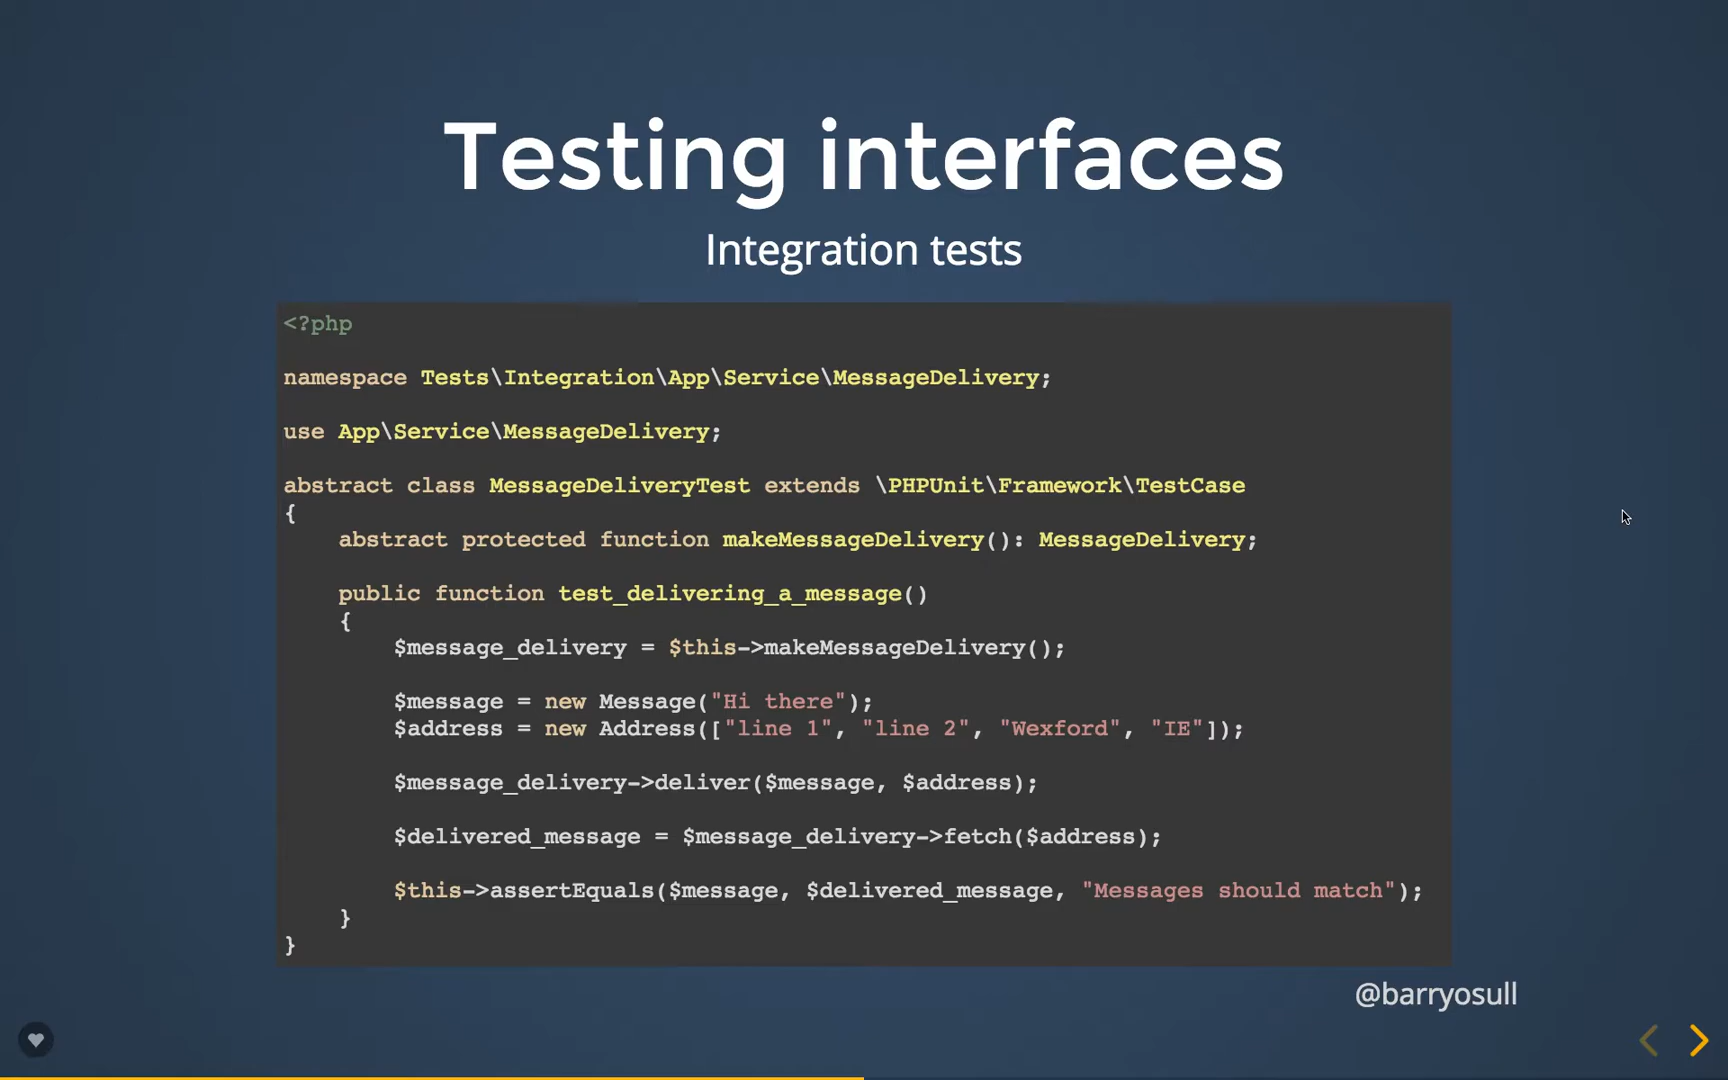 Testing interfaces
Integration tests
<?php
namespace Tests\Integration\App\Service\MessageDelivery;
use App\Service\MessageDelivery;
abstract class MessageDeliveryTest extends \PHPUnit\Framework\TestCase
{
    abstract protected function makeMessageDelivery(): MessageDelivery;
    public function test_delivering_a_message()
    {
        $message_delivery = $this->makeMessageDelivery();
        $message = new Message("Hi there");
        $address = new Address(["line 1", "line 2", "Wexford", "IE"]);
        $message_delivery->deliver($message, $address);
        $delivered_message = $message_delivery->fetch($address);
        $this->assertEquals($message, $delivered_message, "Messages should match");
    }
}
@barryosull